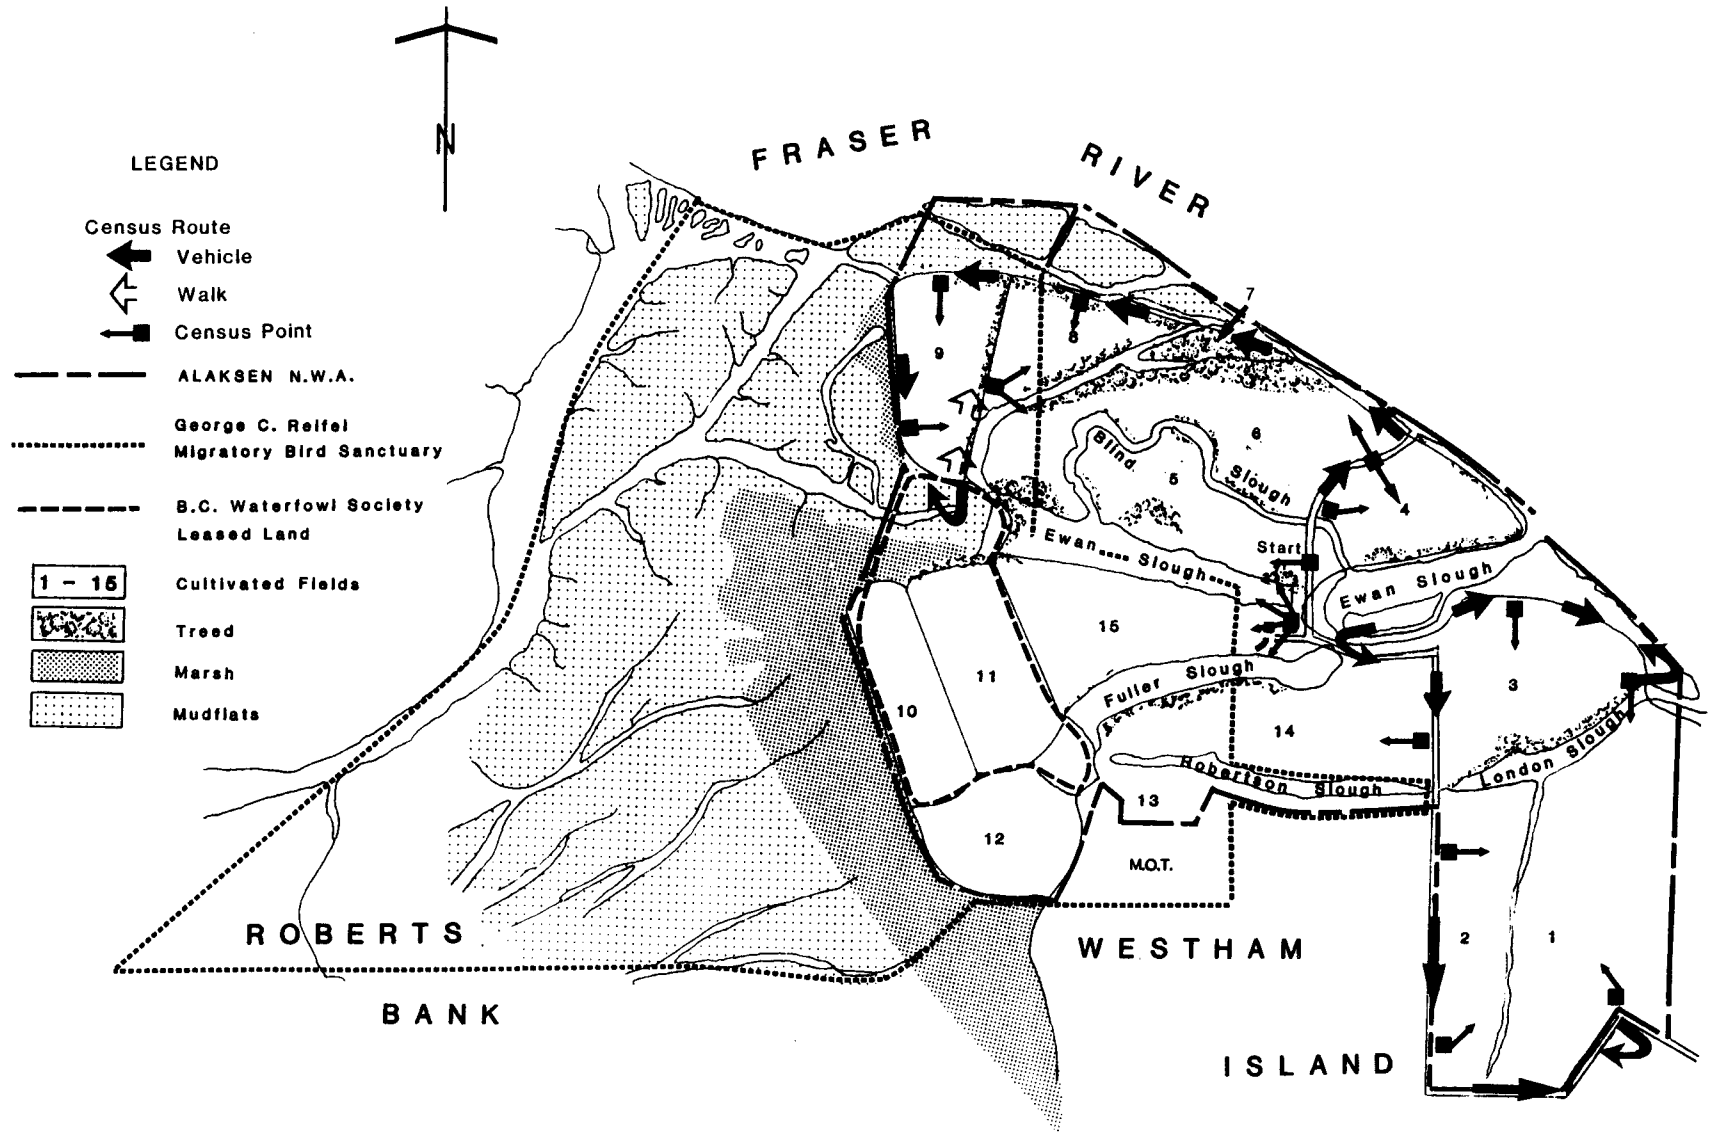 N
LEGEND
Census Route
Vehicle
Walk
Census Point
ALAKSEN N.W.A.
George C. Reifel
Migratory Bird Sanctuary
B.C. Waterfowl Society
Leased Land
1 - 15
Cultivated Fields
Treed
Marsh
Mudflats
FRASER RIVER
7
8
9
6
Blind Slough
5
4
Start
Ewan Slough
Ewan Slough
15
Fuller Slough
11
3
10
14
London Slough
Robertson Slough
13
12
M.O.T.
2
1
ROBERTS
BANK
WESTHAM
ISLAND